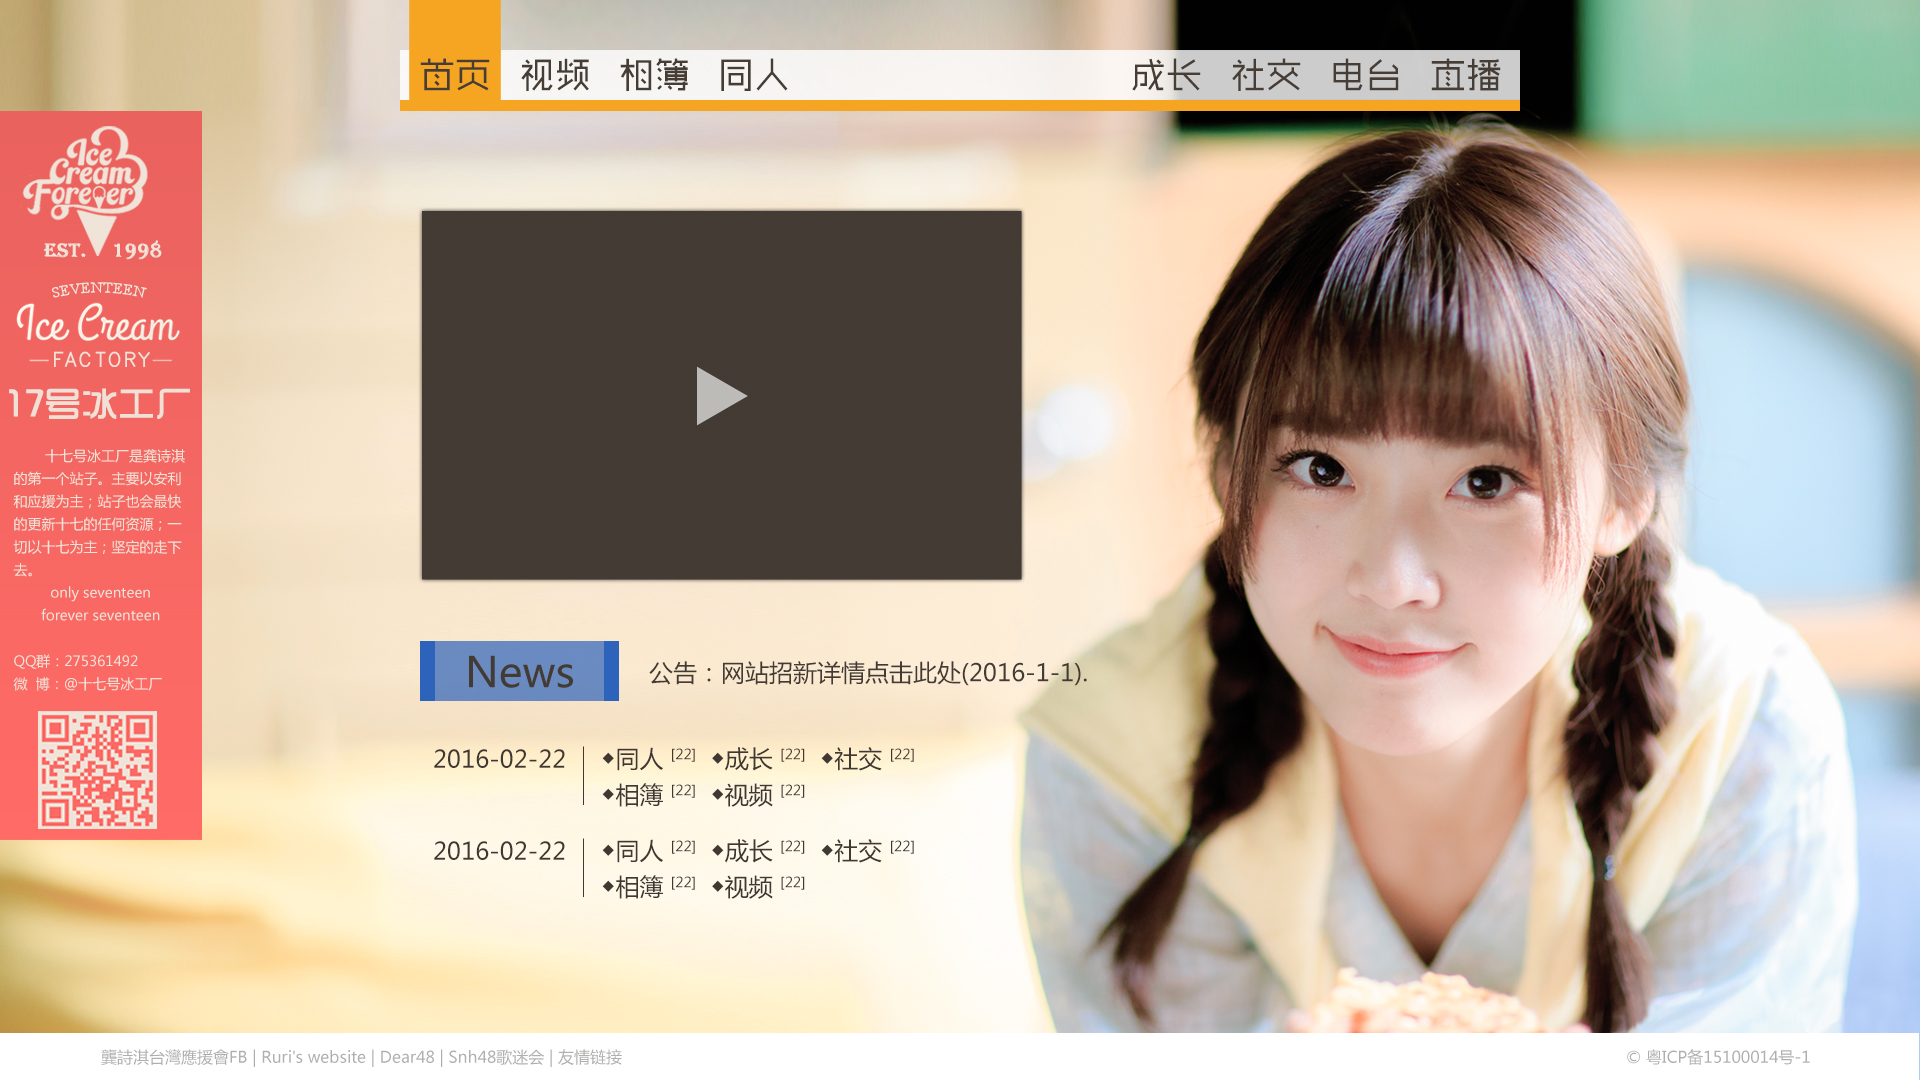 首页 视频 相簿 同人 成长 社交 电台 直播
Ice
Cream
Forever
EST. 1998
SEVENTEEN
Ice Cream
—FACTORY—
17号冰工厂
十七号冰工厂是龚诗淇
的第一个站子。主要以安利
和应援为主；站子也会最快
的更新十七的任何资源；一
切以十七为主；坚定的走下
去。
only seventeen
forever seventeen
QQ群：275361492
微 博：@十七号冰工厂
News
公告：网站招新详情点击此处(2016-1-1).
2016-02-22 ◆同人 [22] ◆成长 [22] ◆社交 [22]
◆相簿 [22] ◆视频 [22]
2016-02-22 ◆同人 [22] ◆成长 [22] ◆社交 [22]
◆相簿 [22] ◆视频 [22]
龔詩淇台灣應援會FB | Ruri's website | Dear48 | Snh48歌迷会 | 友情链接
© 粤ICP备15100014号-1